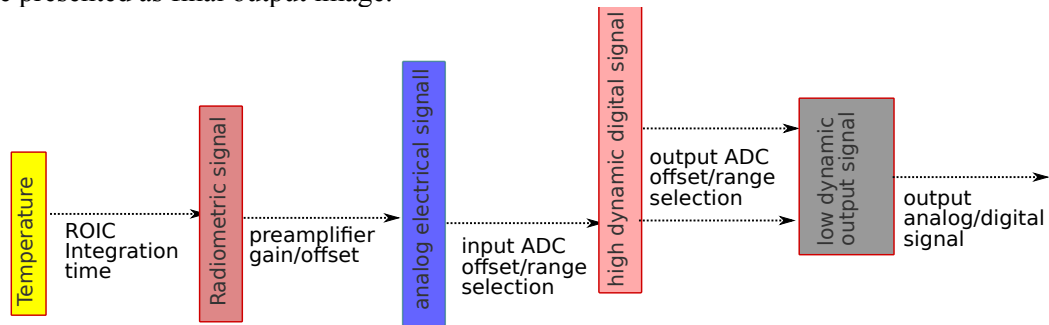 e presented as final output image.
Temperature
ROIC
Integration
time
Radiometric signal
preamplifier
gain/offset
analog electrical signall
input ADC
offset/range
selection
high dynamic digital signal
output ADC
offset/range
selection
low dynamic
output signal
output
analog/digital
signal